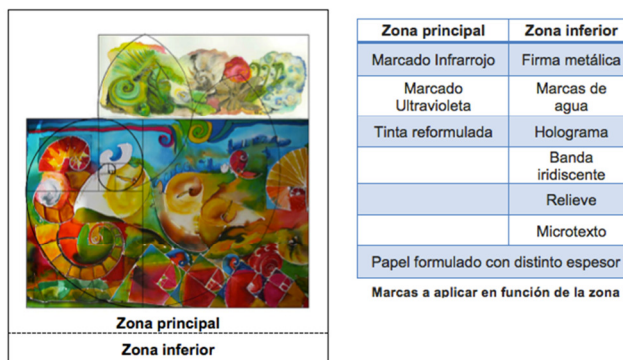 Zona principal
Zona inferior
Zona principal Zona inferior
Marcado Infrarrojo Firma metálica
Marcado Ultravioleta Marcas de agua
Tinta reformulada Holograma
Banda iridiscente
Relieve
Microtexto
Papel formulado con distinto espesor
Marcas a aplicar en función de la zona